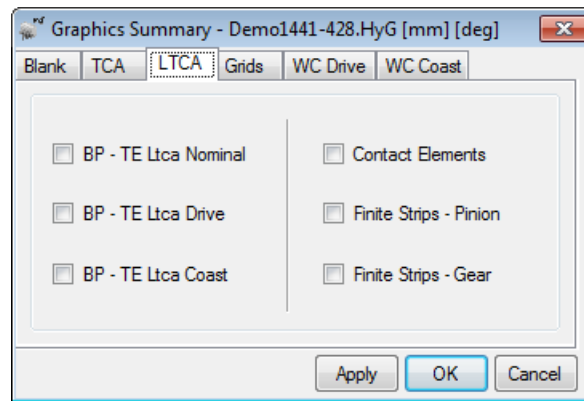 Graphics Summary - Demo1441-428.HyG [mm] [deg]
Blank TCA LTCA Grids WC Drive WC Coast
BP - TE Ltca Nominal
Contact Elements
BP - TE Ltca Drive
Finite Strips - Pinion
BP - TE Ltca Coast
Finite Strips - Gear
Apply OK Cancel